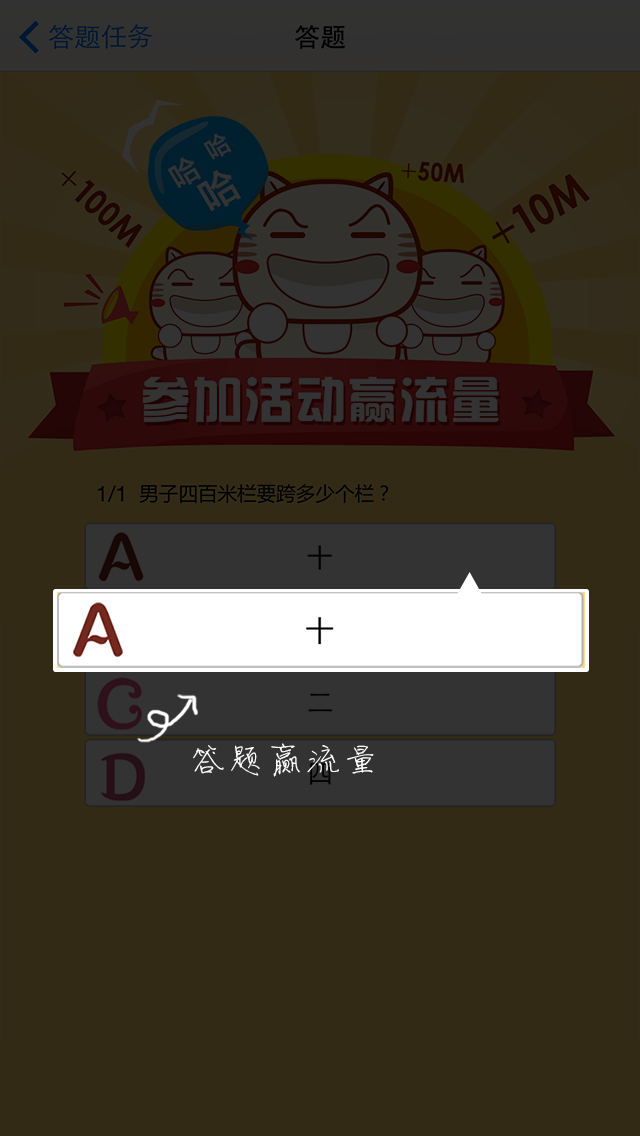 答题任务
答题
哈哈
哈
+100M
+50M
+10M
参加活动赢流量
1/1 男子四百米栏要跨多少个栏？
A 十
A 十
C 二
D 四
答题赢流量